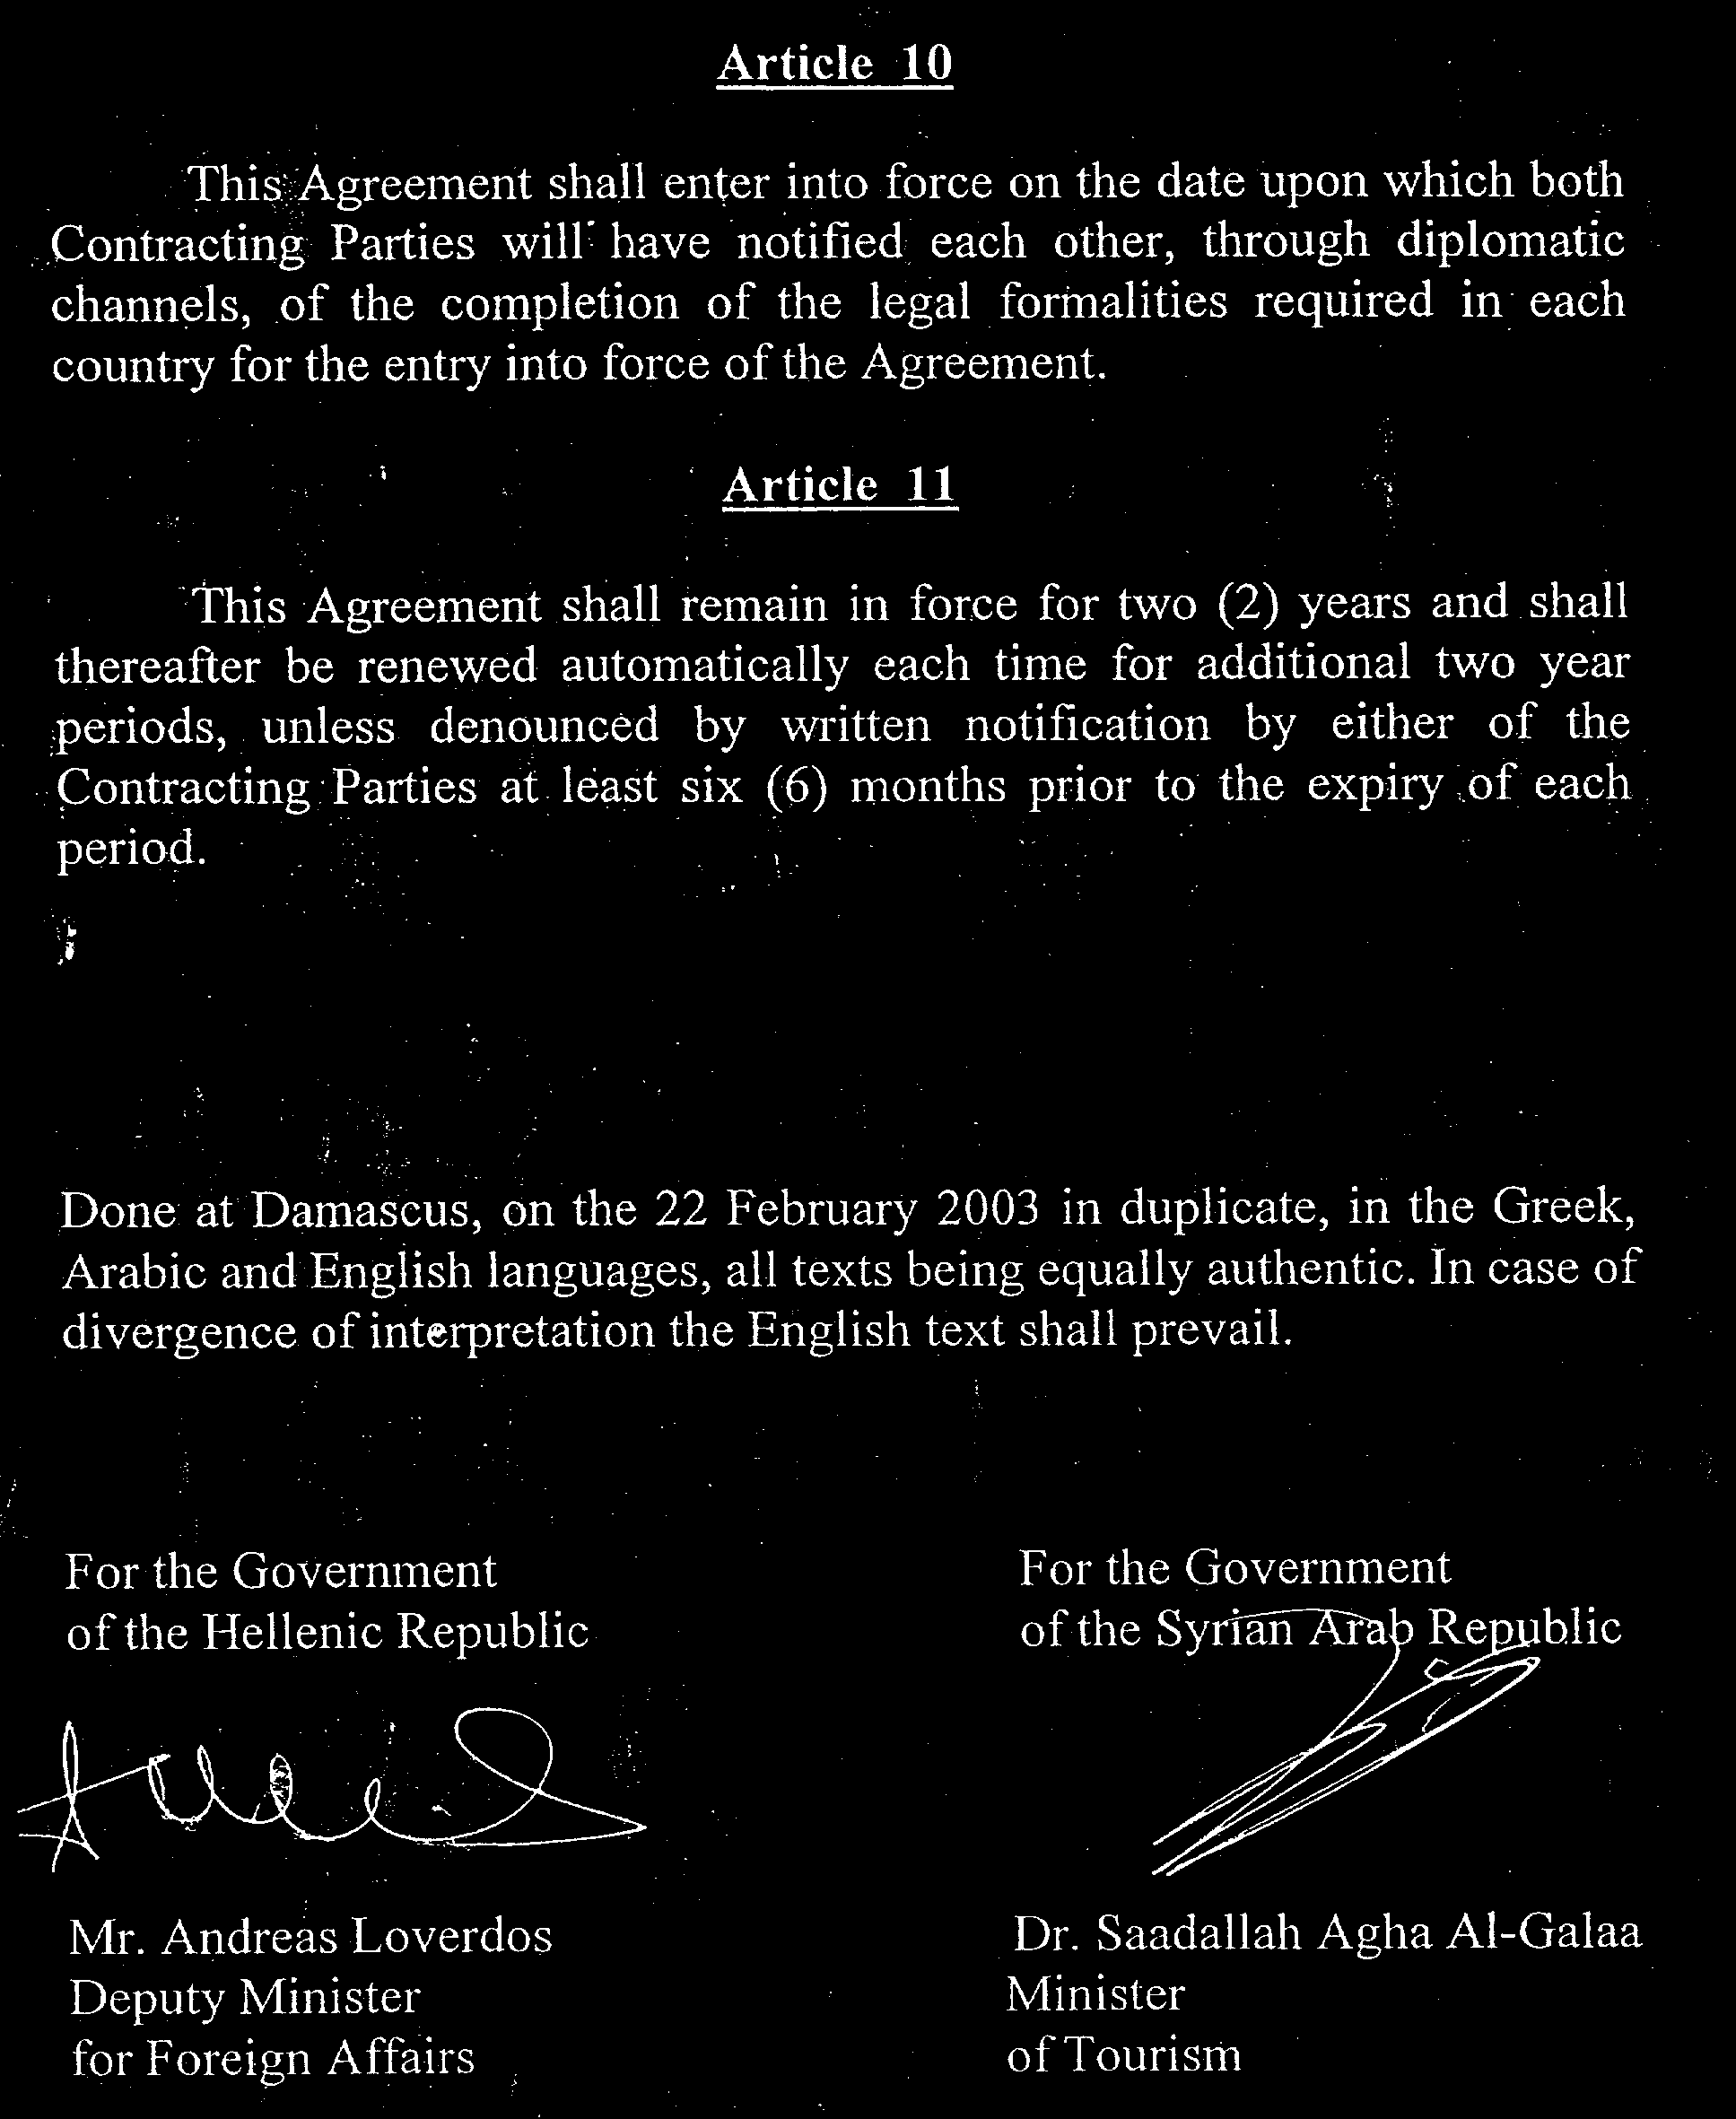 Article 10
This Agreement shall enter into force on the date upon which both
Contracting Parties will have notified each other, through diplomatic
channels, of the completion of the legal formalities required in each
country for the entry into force of the Agreement.
Article 11
This Agreement shall remain in force for two (2) years and shall
thereafter be renewed automatically each time for additional two year
periods, unless denounced by written notification by either of the
Contracting Parties at least six (6) months prior to the expiry of each
period.
Done at Damascus, on the 22 February 2003 in duplicate, in the Greek,
Arabic and English languages, all texts being equally authentic. In case of
divergence of interpretation the English text shall prevail.
For the Government
of the Hellenic Republic
Mr. Andreas Loverdos
Deputy Minister
for Foreign Affairs
For the Government
of the Syrian Arab Republic
Dr. Saadallah Agha Al-Galaa
Minister
of Tourism